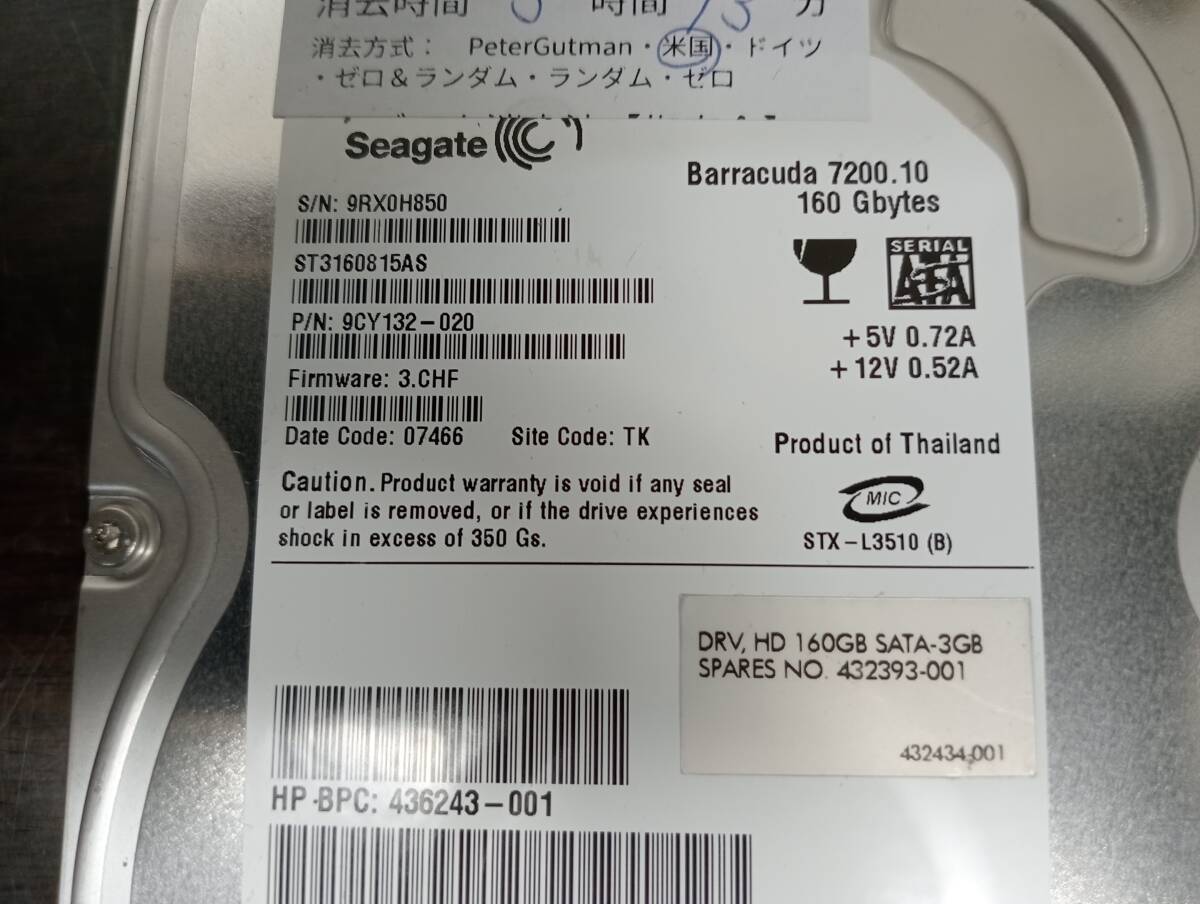 消去時間 時間 13 分
消去方式： PeterGutman・米国・ドイツ
・ゼロ＆ランダム・ランダム・ゼロ
Seagate
Barracuda 7200.10
160 Gbytes
S/N: 9RX0H850
ST3160815AS
SERIAL
ATA
P/N: 9CY132-020
+5V 0.72A
+12V 0.52A
Firmware: 3.CHF
Date Code: 07466 Site Code: TK
Product of Thailand
Caution. Product warranty is void if any seal
or label is removed, or if the drive experiences
shock in excess of 350 Gs.
MIC
STX-L3510 (B)
DRV, HD 160GB SATA-3GB
SPARES NO. 432393-001
432434-001
HP-BPC: 436243-001